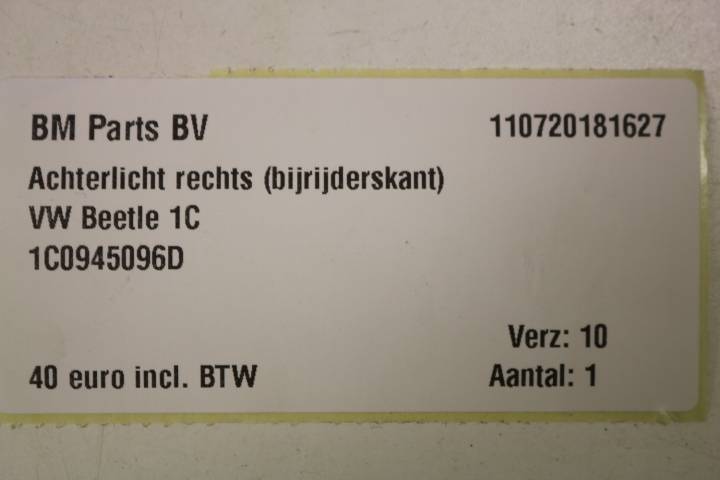 BM Parts BV 110720181627
Achterlicht rechts (bijrijderskant)
VW Beetle 1C
1C0945096D
Verz: 10
40 euro incl. BTW Aantal: 1